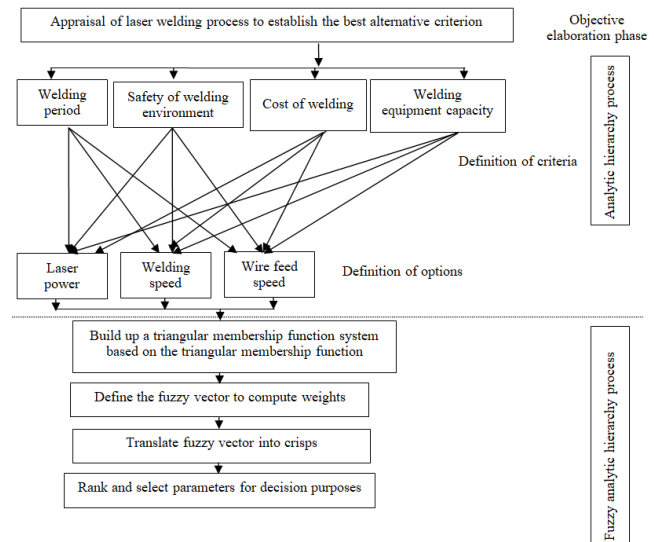 Appraisal of laser welding process to establish the best alternative criterion
Objective
elaboration phase
Welding
period
Safety of welding
environment
Cost of welding
Welding
equipment capacity
Analytic hierarchy process
Definition of criteria
Laser
power
Welding
speed
Wire feed
speed
Definition of options
Build up a triangular membership function system
based on the triangular membership function
Define the fuzzy vector to compute weights
Translate fuzzy vector into crisps
Rank and select parameters for decision purposes
Fuzzy analytic hierarchy process